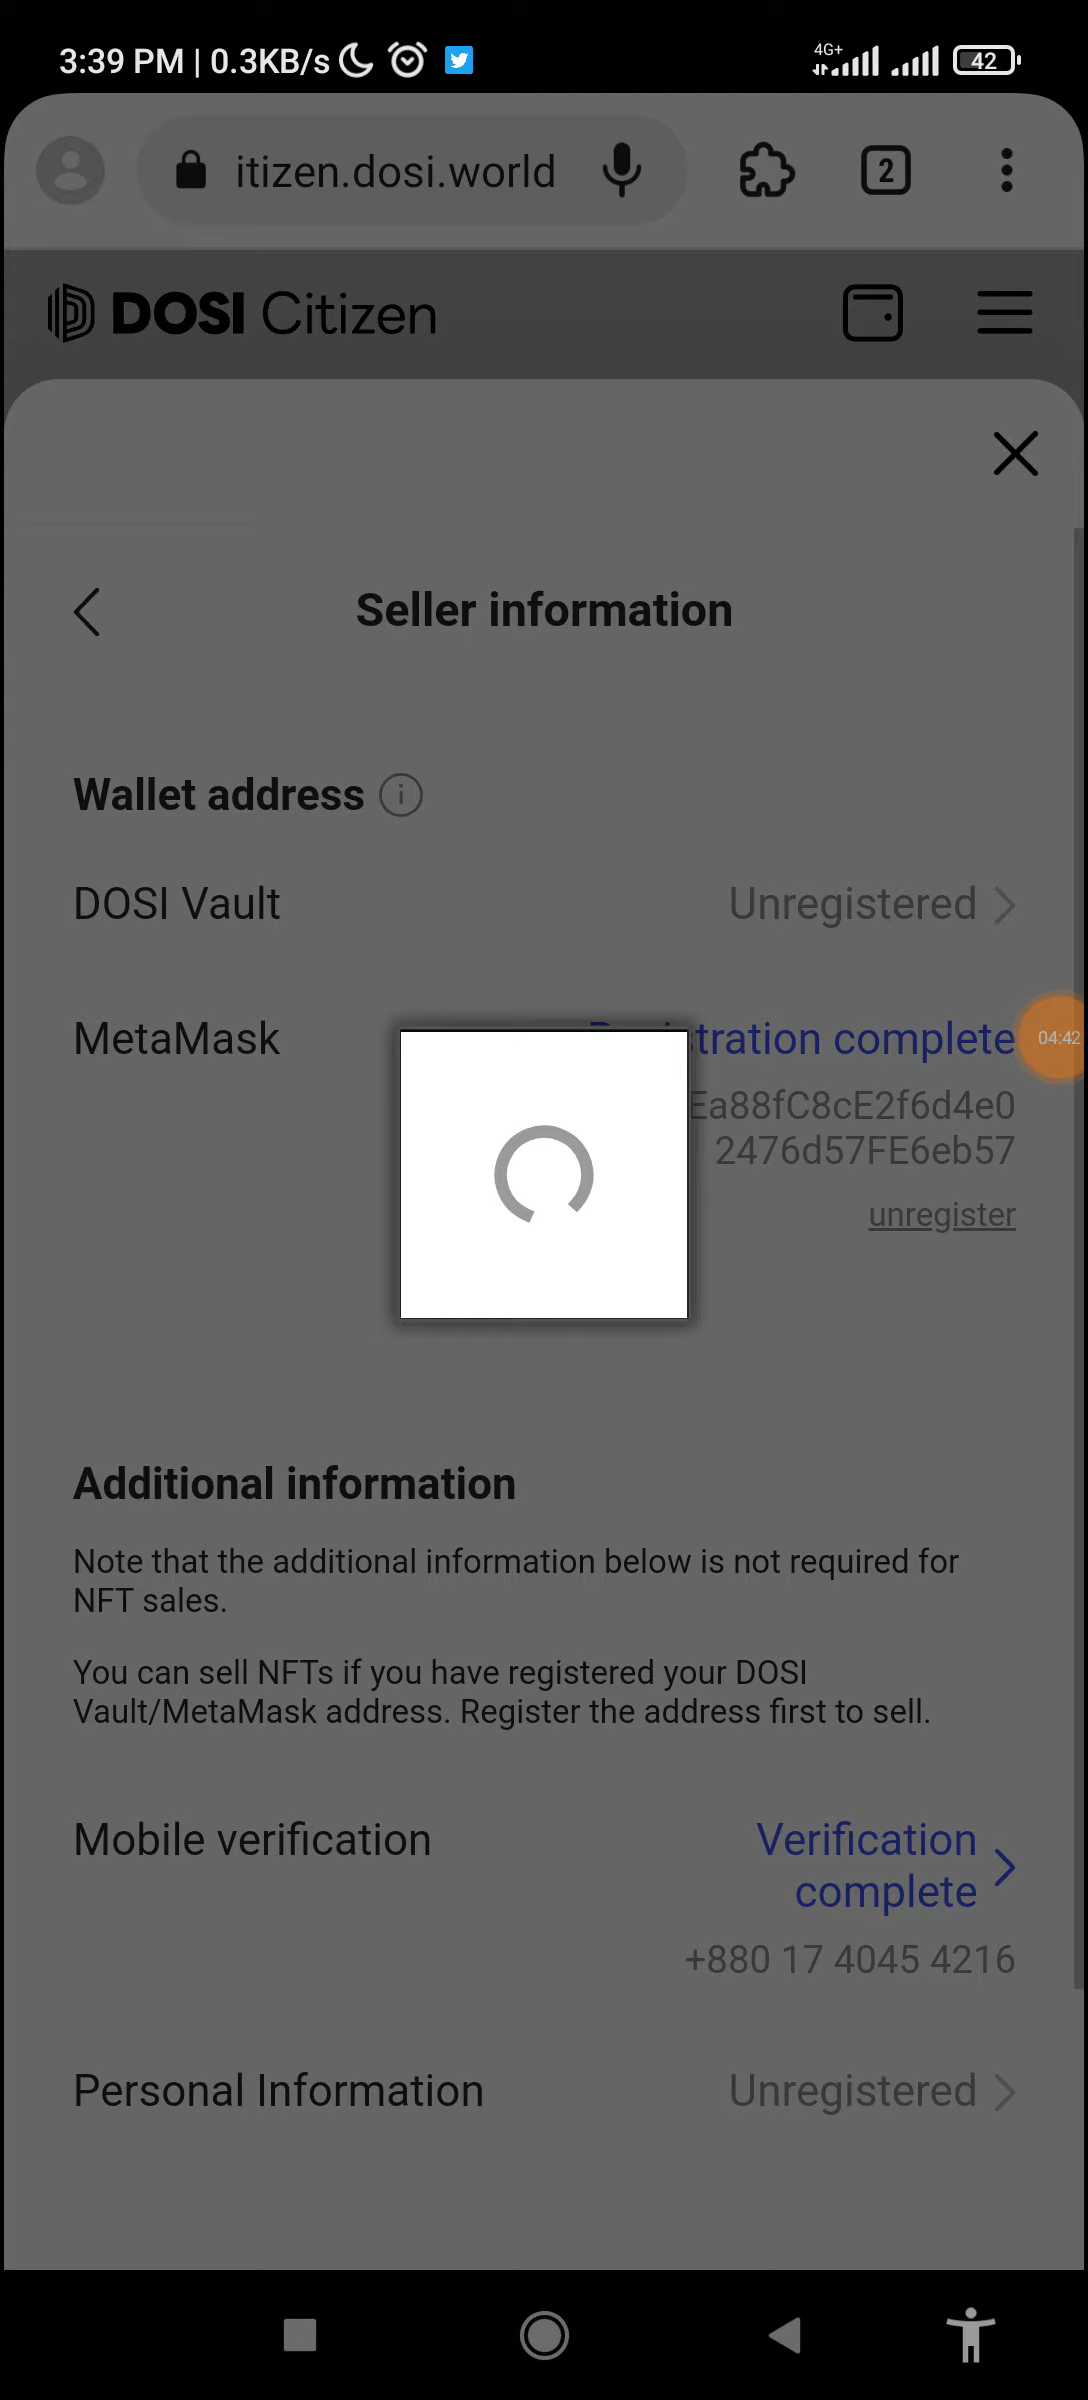 3:39 PM | 0.3KB/s 4G+ 42
itizen.dosi.world 2
DOSI Citizen
Seller information
Wallet address
DOSI Vault Unregistered
MetaMask tration complete
04:42
Ea88fC8cE2f6d4e0
2476d57FE6eb57
unregister
Additional information
Note that the additional information below is not required for
NFT sales.
You can sell NFTs if you have registered your DOSI
Vault/MetaMask address. Register the address first to sell.
Mobile verification Verification
complete
+880 17 4045 4216
Personal Information Unregistered